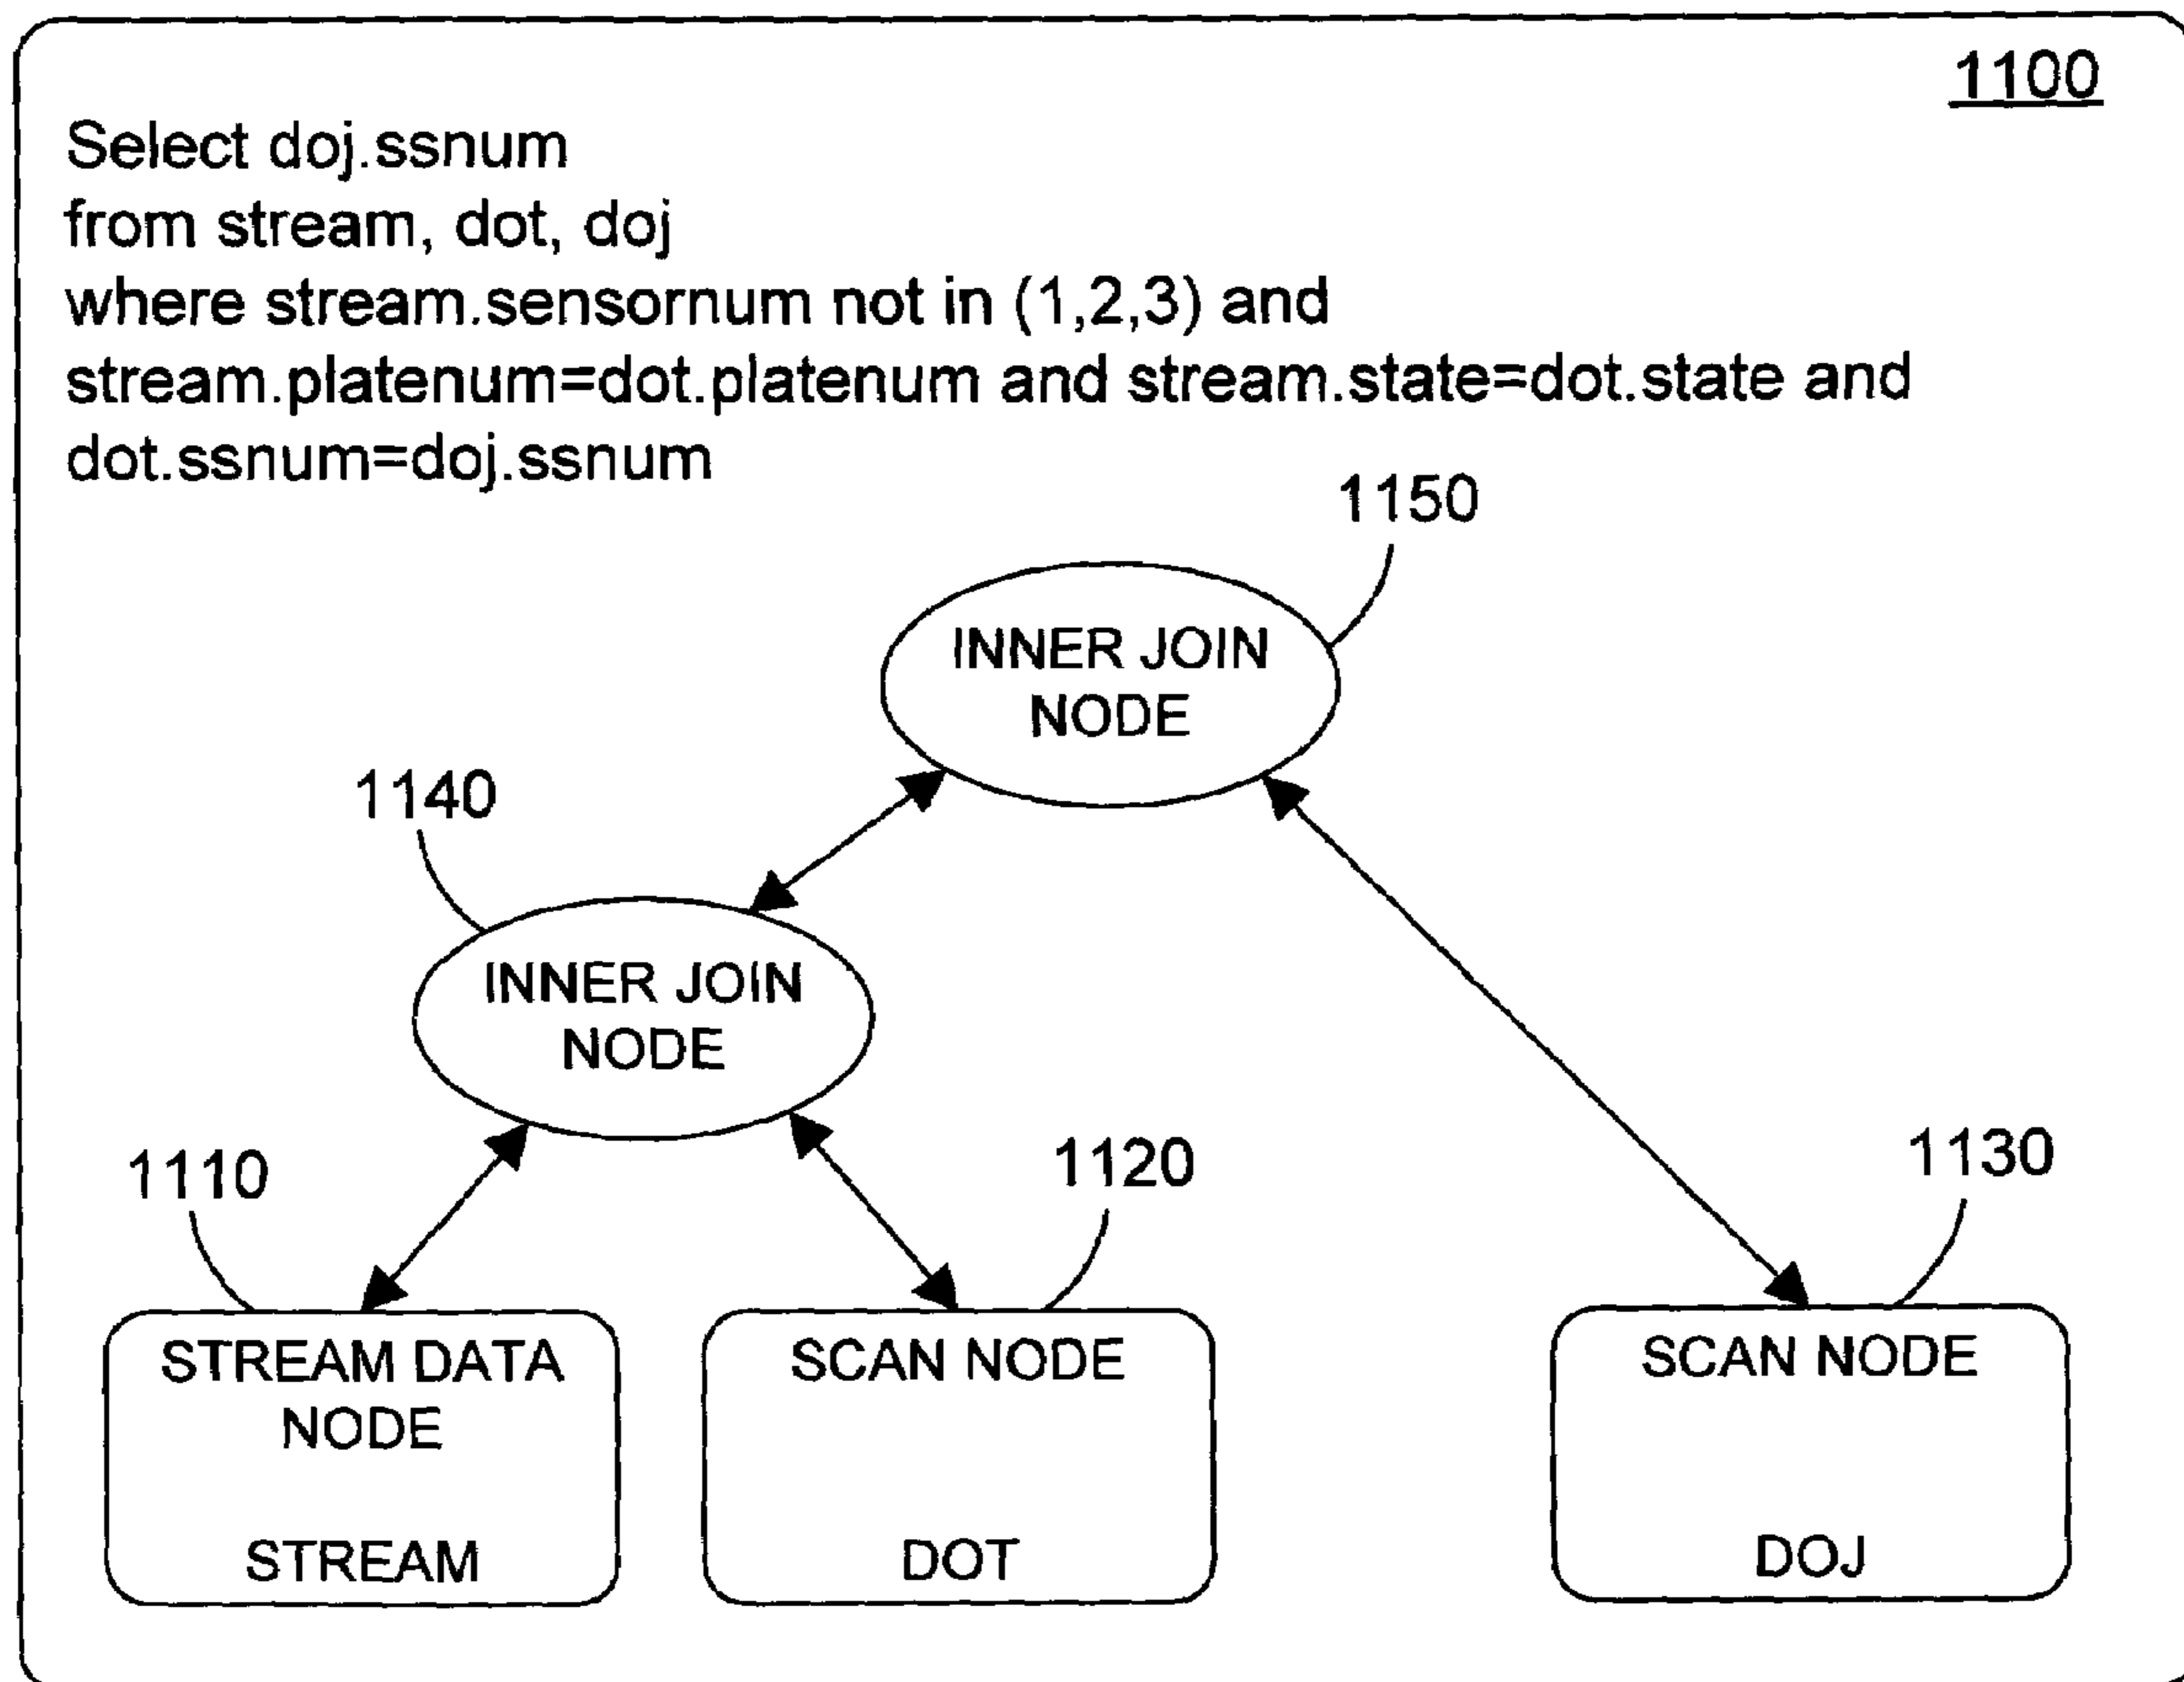 1100
Select doj.ssnum
from stream, dot, doj
where stream.sensornum not in (1,2,3) and
stream.platenum=dot.platenum and stream.state=dot.state and
dot.ssnum=doj.ssnum
1150
INNER JOIN
NODE
1140
INNER JOIN
NODE
1110
1120
1130
STREAM DATA
NODE
STREAM
SCAN NODE
DOT
SCAN NODE
DOJ